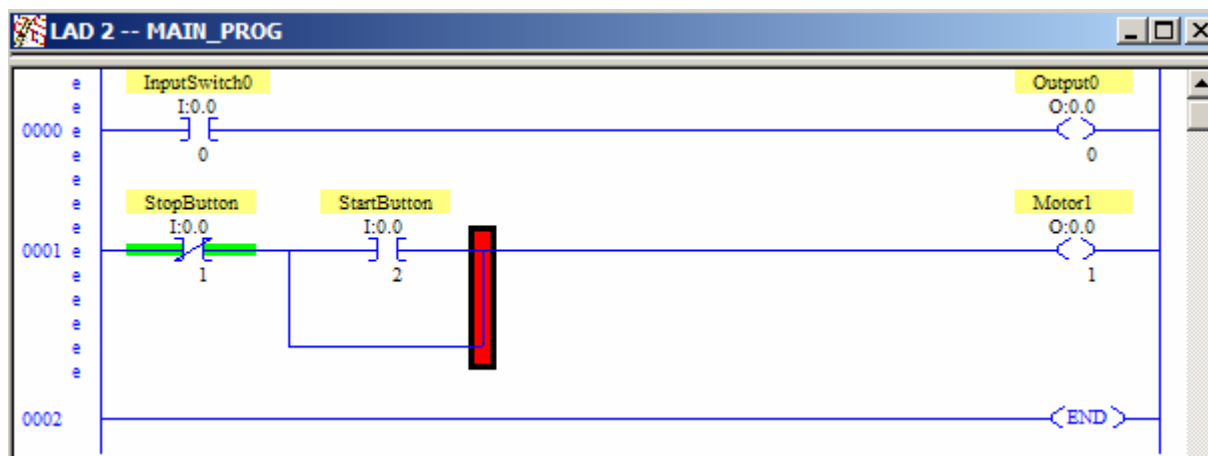 LAD 2 -- MAIN_PROG
e InputSwitch0 Output0
e I:0.0 O:0.0
0000 e
e 0 0
e
e StopButton StartButton Motor1
e I:0.0 I:0.0 O:0.0
0001 e
e 1 2 1
e
e
e
e
0002 END